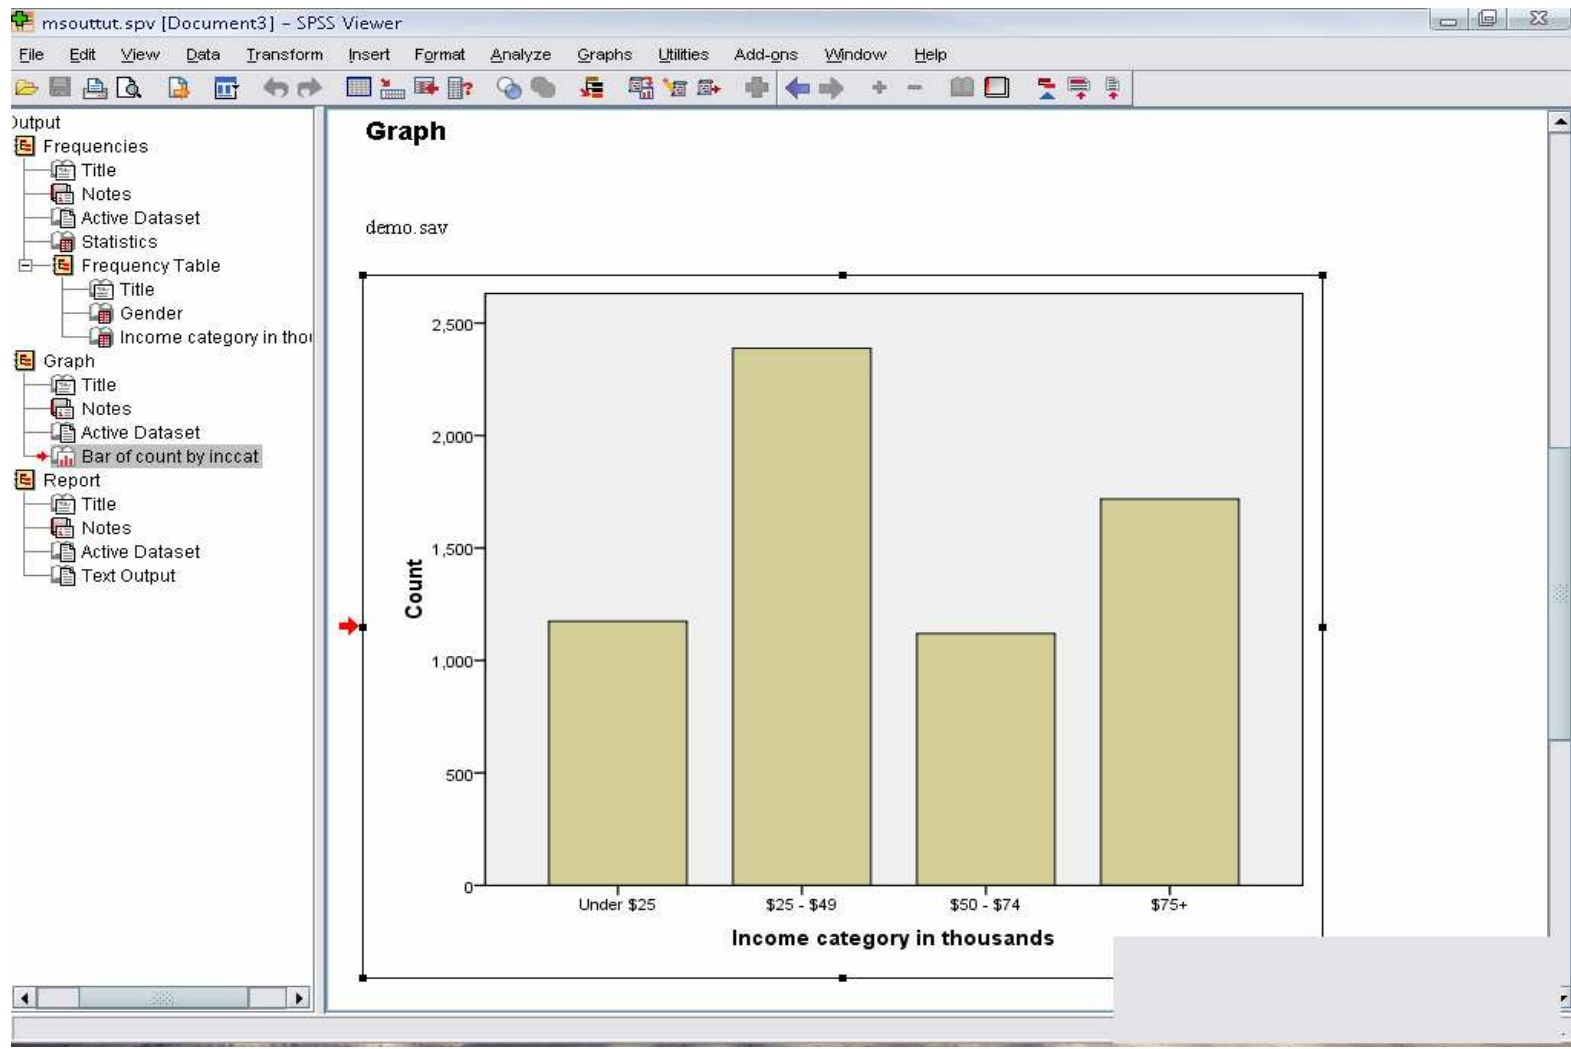 msouttut.spv [Document3] – SPSS Viewer
File Edit View Data Transform Insert Format Analyze Graphs Utilities Add-ons Window Help
Output
Frequencies
Title
Notes
Active Dataset
Statistics
Frequency Table
Title
Gender
Income category in thou
Graph
Title
Notes
Active Dataset
Bar of count by inccat
Report
Title
Notes
Active Dataset
Text Output
Graph
demo.sav
2,500
2,000
1,500
1,000
500
0
Count
Under $25
$25 - $49
$50 - $74
$75+
Income category in thousands